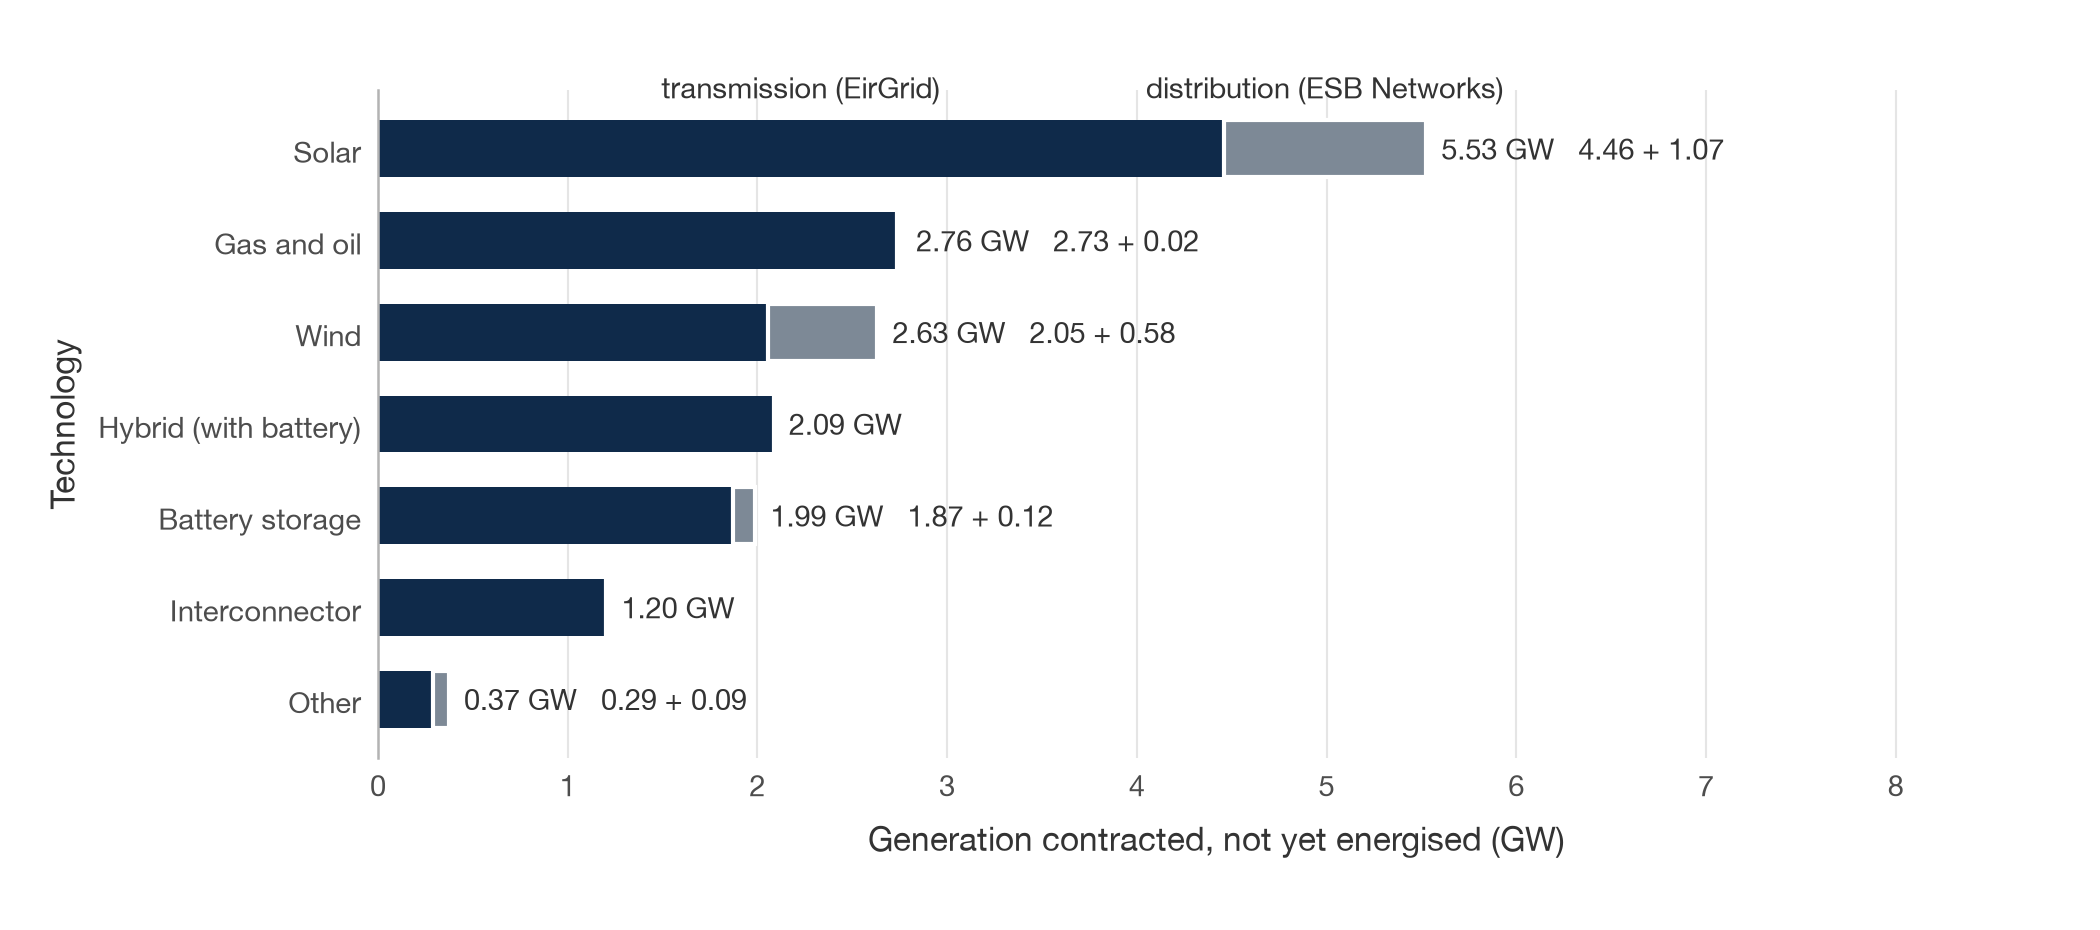 transmission (EirGrid) distribution (ESB Networks)
Solar 5.53 GW 4.46 + 1.07
Gas and oil 2.76 GW 2.73 + 0.02
Wind 2.63 GW 2.05 + 0.58
Hybrid (with battery) 2.09 GW
Battery storage 1.99 GW 1.87 + 0.12
Interconnector 1.20 GW
Other 0.37 GW 0.29 + 0.09
Technology
0 1 2 3 4 5 6 7 8
Generation contracted, not yet energised (GW)